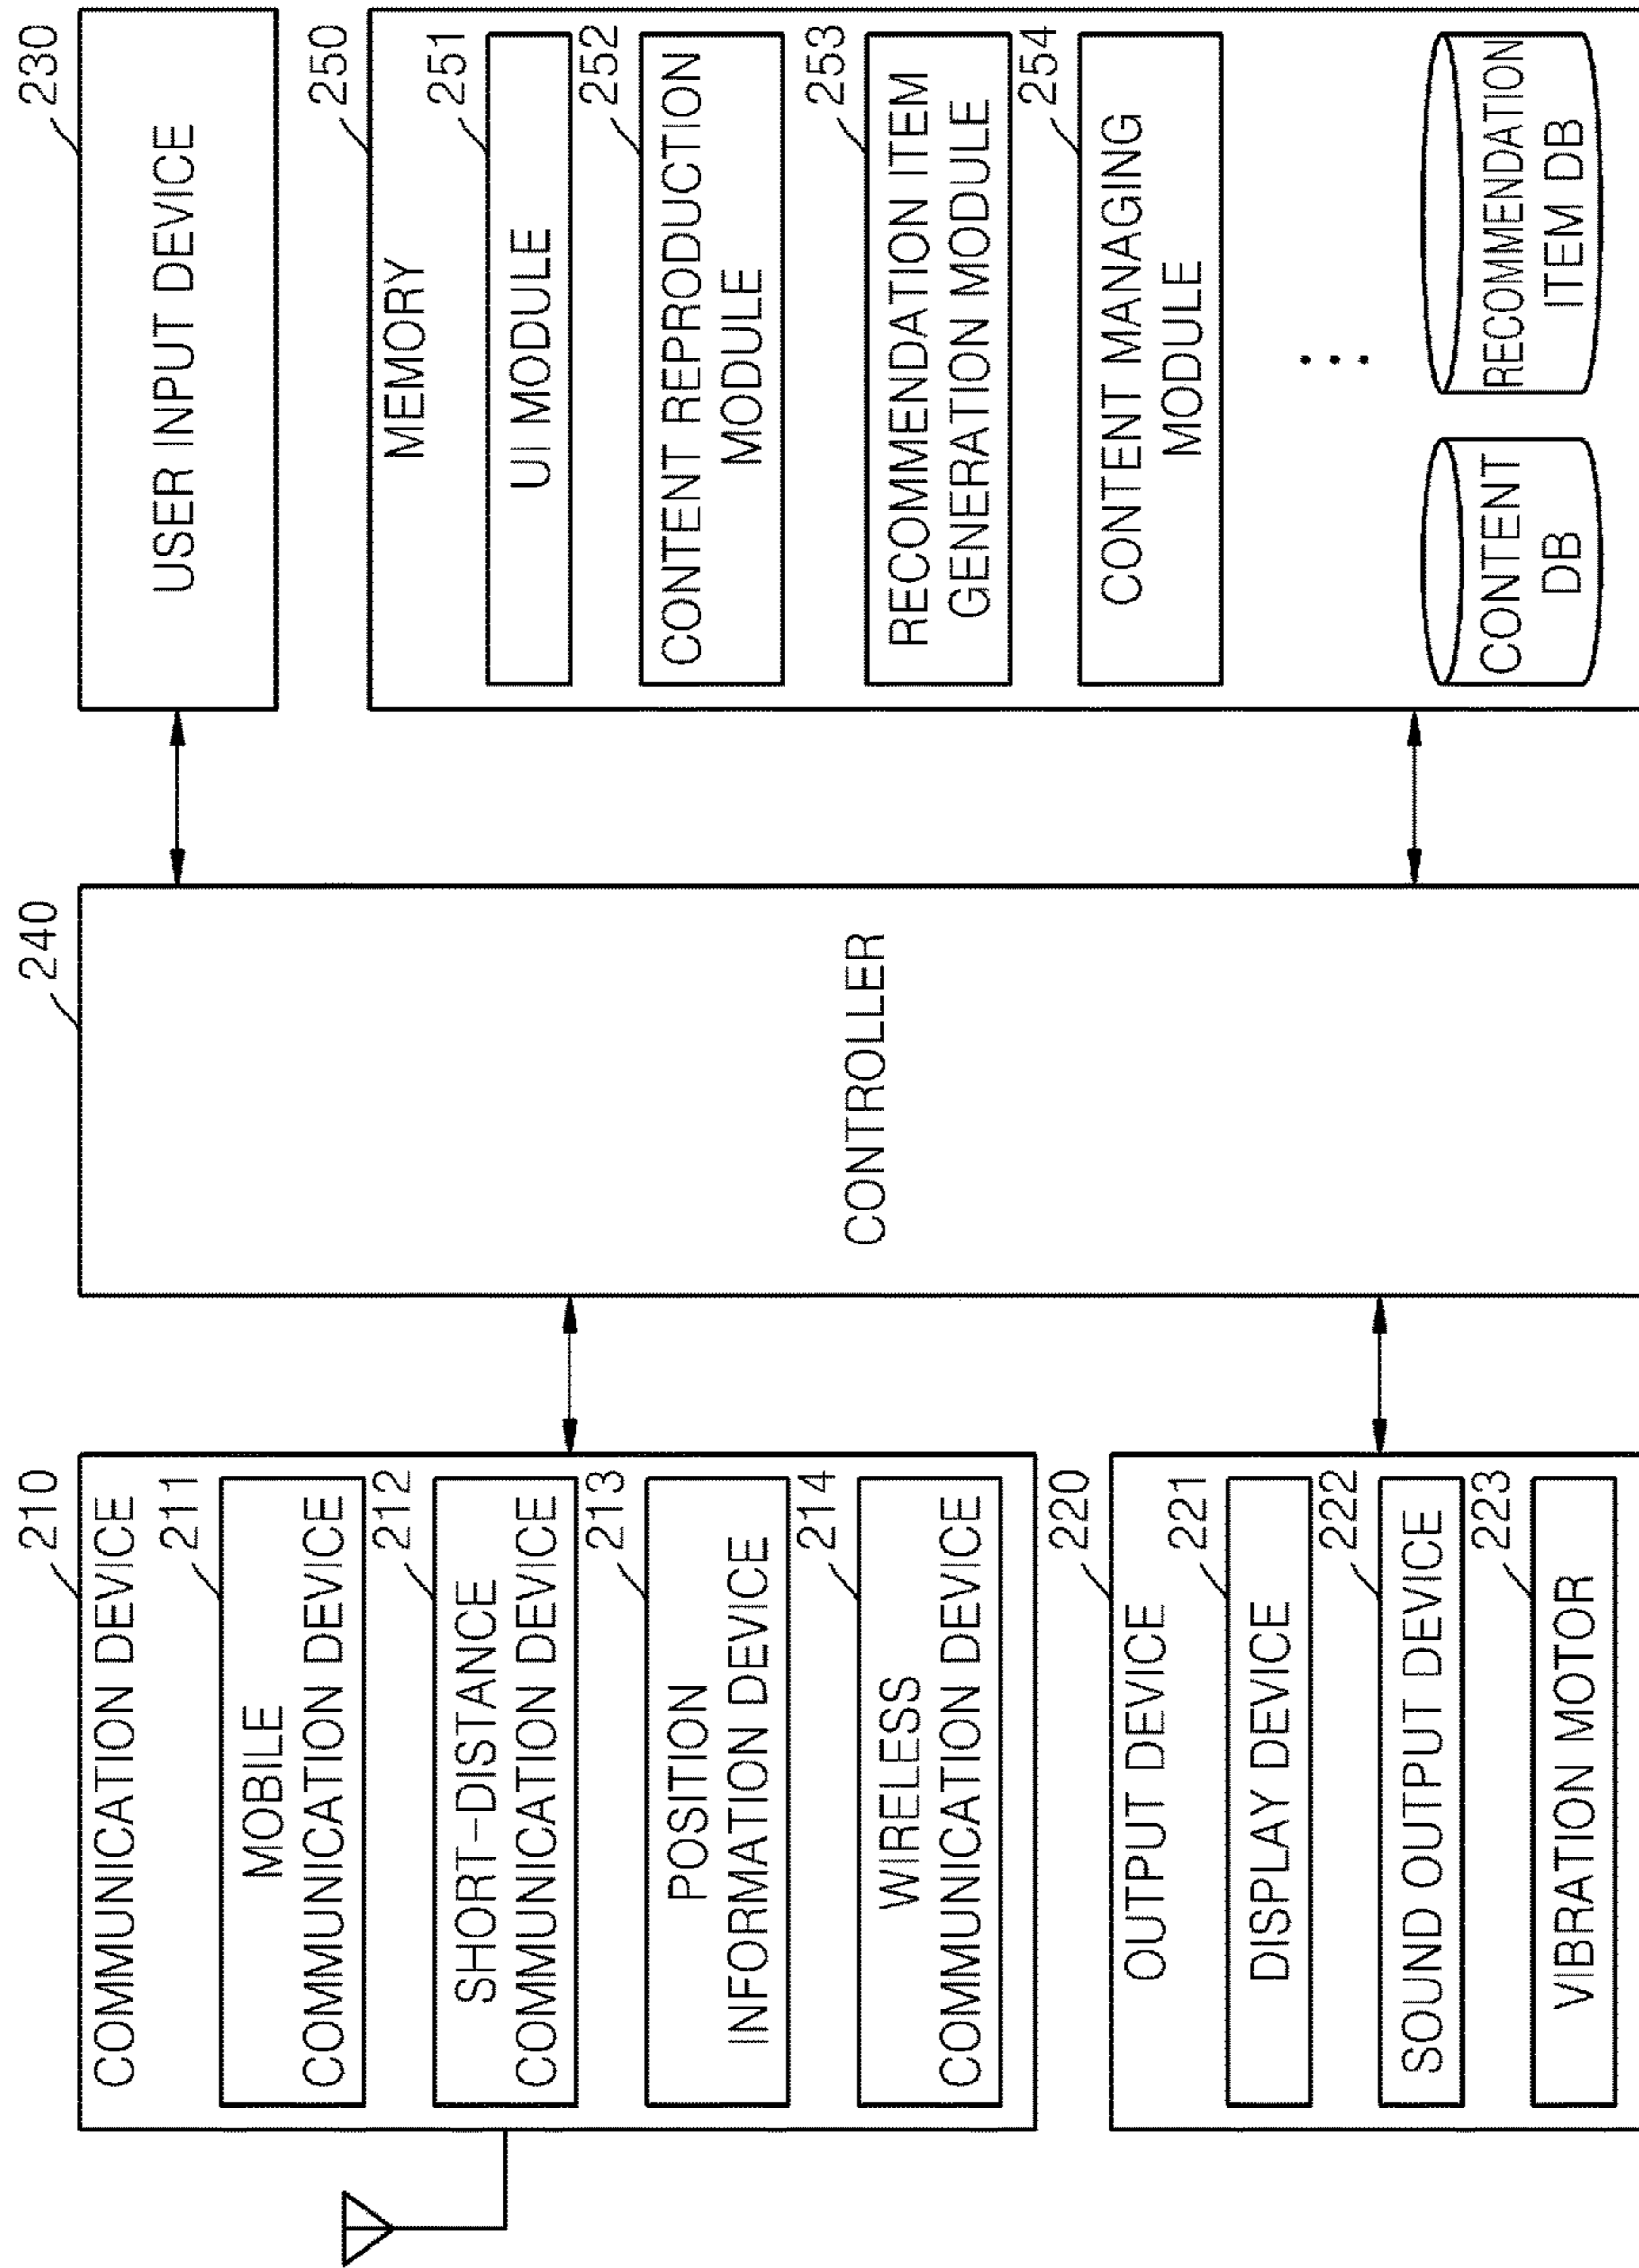 210
COMMUNICATION DEVICE
211
MOBILE
COMMUNICATION DEVICE
212
SHORT-DISTANCE
COMMUNICATION DEVICE
213
POSITION
INFORMATION DEVICE
214
WIRELESS
COMMUNICATION DEVICE
220
OUTPUT DEVICE
221
DISPLAY DEVICE
222
SOUND OUTPUT DEVICE
223
VIBRATION MOTOR
240
CONTROLLER
230
USER INPUT DEVICE
250
MEMORY
251
UI MODULE
252
CONTENT REPRODUCTION
MODULE
253
RECOMMENDATION ITEM
GENERATION MODULE
254
CONTENT MANAGING
MODULE
...
CONTENT
DB
RECOMMENDATION
ITEM DB